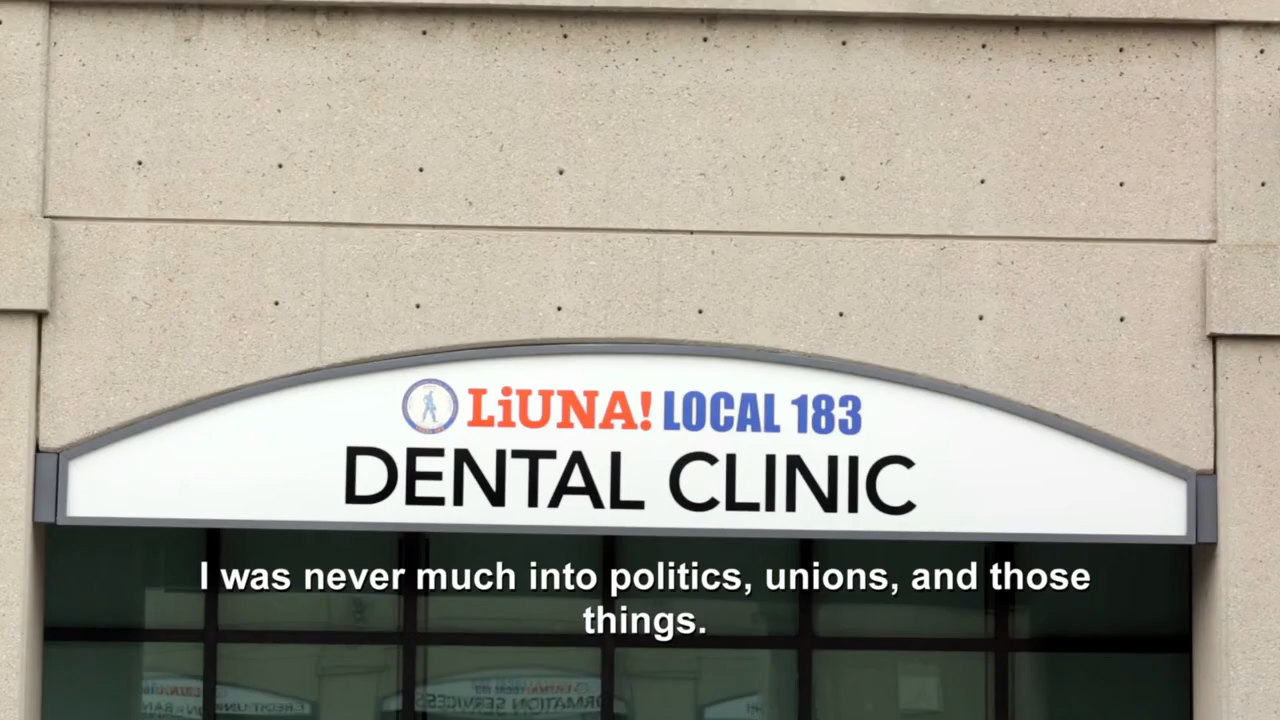 LiUNA! LOCAL 183
DENTAL CLINIC
I was never much into politics, unions, and those
things.